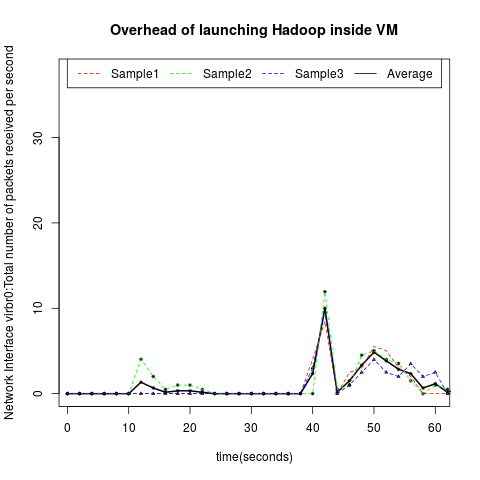 Overhead of launching Hadoop inside VM
Sample1 Sample2 Sample3 Average
Network Interface virbr0:Total number of packets received per second
0 10 20 30
0 10 20 30 40 50 60
time(seconds)